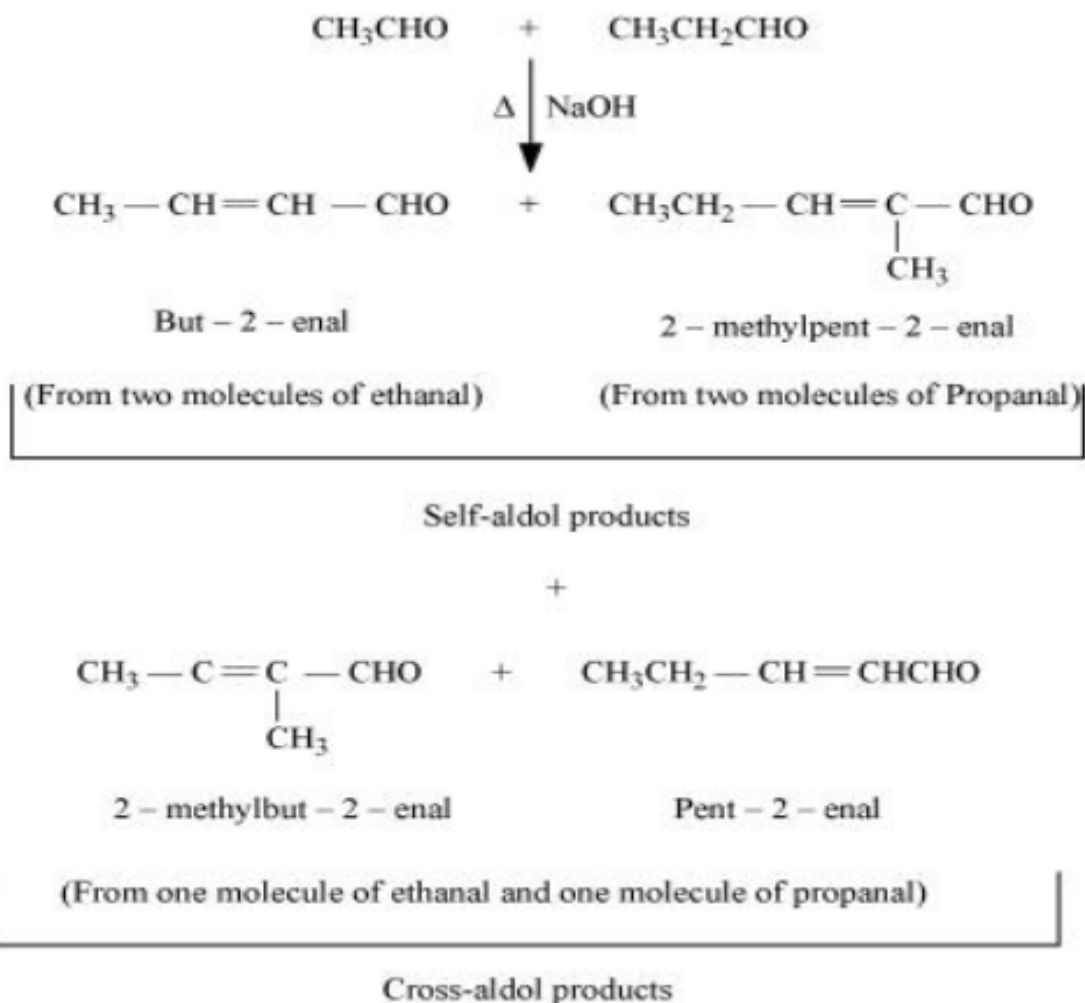 CH₃CHO + CH₃CH₂CHO
Δ NaOH
CH₃ — CH = CH — CHO + CH₃CH₂ — CH = C — CHO
|
CH₃
But – 2 – enal 2 – methylpent – 2 – enal
(From two molecules of ethanal) (From two molecules of Propanal)
Self-aldol products
+
CH₃ — C = C — CHO + CH₃CH₂ — CH = CHCHO
|
CH₃
2 – methylbut – 2 – enal Pent – 2 – enal
(From one molecule of ethanal and one molecule of propanal)
Cross-aldol products